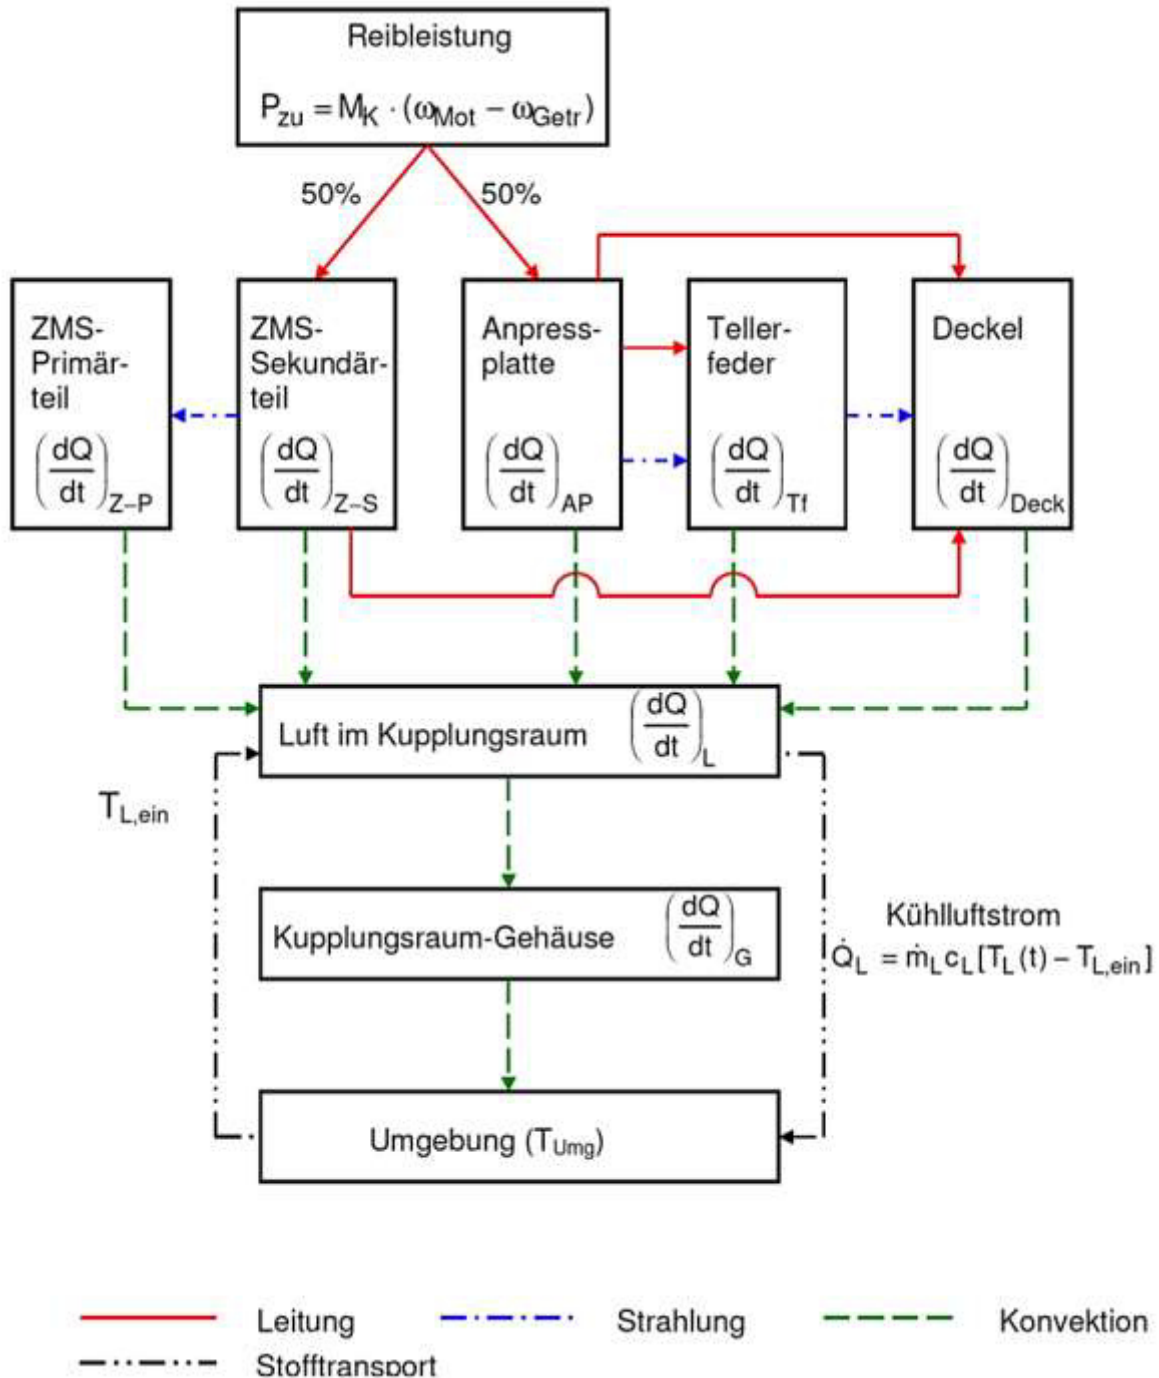 Reibleistung
P_zu = M_K · (ω_Mot − ω_Getr)
50%
50%
ZMS-
Primär-
teil
(dQ/dt)_Z−P
ZMS-
Sekundär-
teil
(dQ/dt)_Z−S
Anpress-
platte
(dQ/dt)_AP
Teller-
feder
(dQ/dt)_Tf
Deckel
(dQ/dt)_Deck
Luft im Kupplungsraum (dQ/dt)_L
T_L,ein
Kupplungsraum-Gehäuse (dQ/dt)_G
Kühlluftstrom
Q̇_L = ṁ_L c_L [T_L (t) − T_L,ein]
Umgebung (T_Umg)
Leitung
Strahlung
Konvektion
Stofftransport